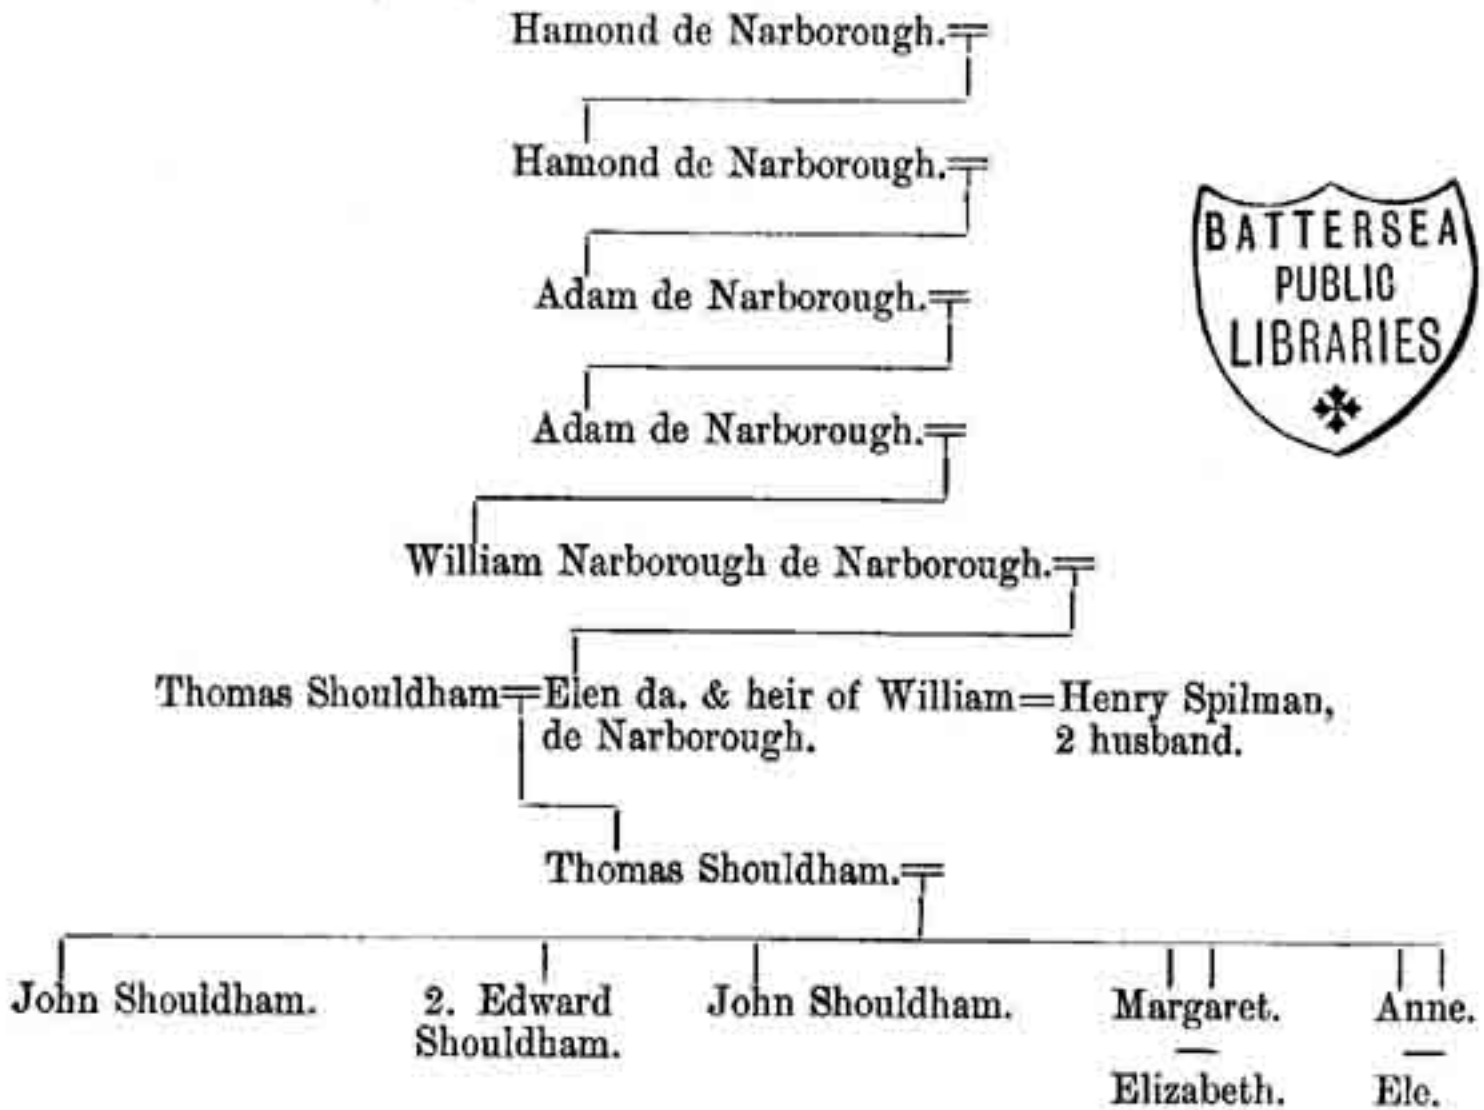 Hamond de Narborough.
Hamond de Narborough.
Adam de Narborough.
Adam de Narborough.
William Narborough de Narborough.
Thomas Shouldham=Elen da. & heir of William=Henry Spilman,
de Narborough. 2 husband.
Thomas Shouldham.
John Shouldham. 2. Edward John Shouldham. Margaret. Anne.
Shouldham.
Elizabeth. Ele.
BATTERSEA
PUBLIC
LIBRARIES